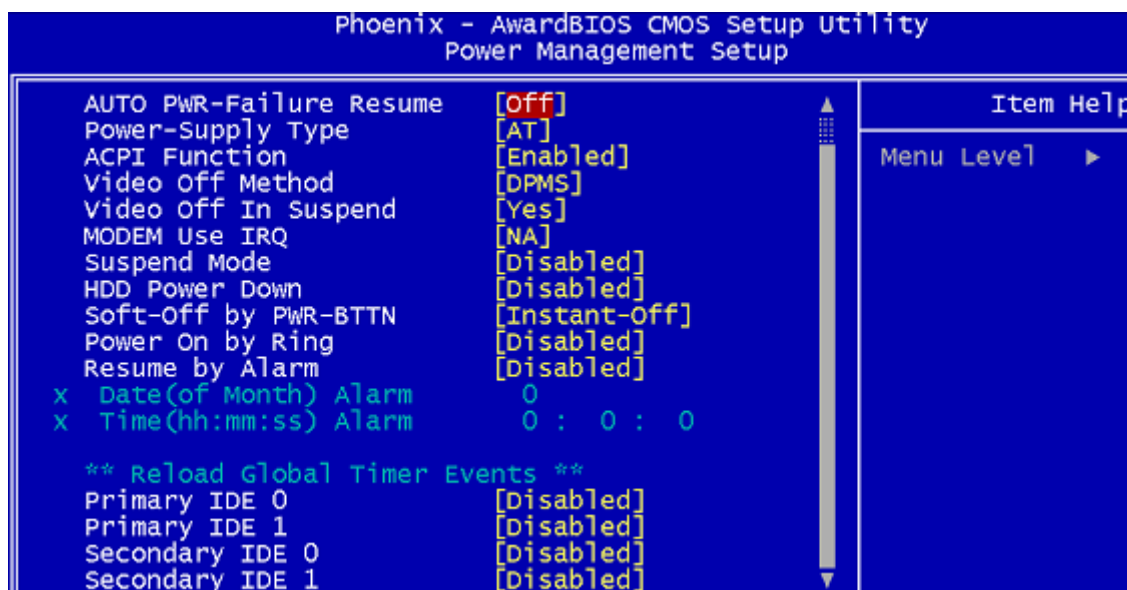 Phoenix - AwardBIOS CMOS Setup Utility
Power Management Setup
AUTO PWR-Failure Resume [Off]
Power-Supply Type [AT]
ACPI Function [Enabled]
Video Off Method [DPMS]
Video Off In Suspend [Yes]
MODEM Use IRQ [NA]
Suspend Mode [Disabled]
HDD Power Down [Disabled]
Soft-Off by PWR-BTTN [Instant-Off]
Power On by Ring [Disabled]
Resume by Alarm [Disabled]
x Date(of Month) Alarm 0
x Time(hh:mm:ss) Alarm 0 : 0 : 0
** Reload Global Timer Events **
Primary IDE 0 [Disabled]
Primary IDE 1 [Disabled]
Secondary IDE 0 [Disabled]
Secondary IDE 1 [Disabled]
Item Help
Menu Level ►